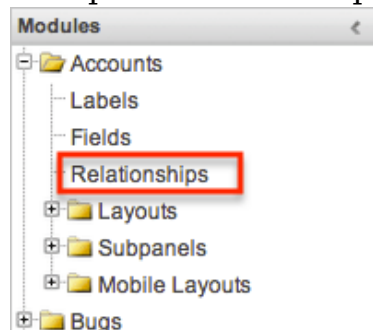 Modules
Accounts
Labels
Fields
Relationships
Layouts
Subpanels
Mobile Layouts
Bugs